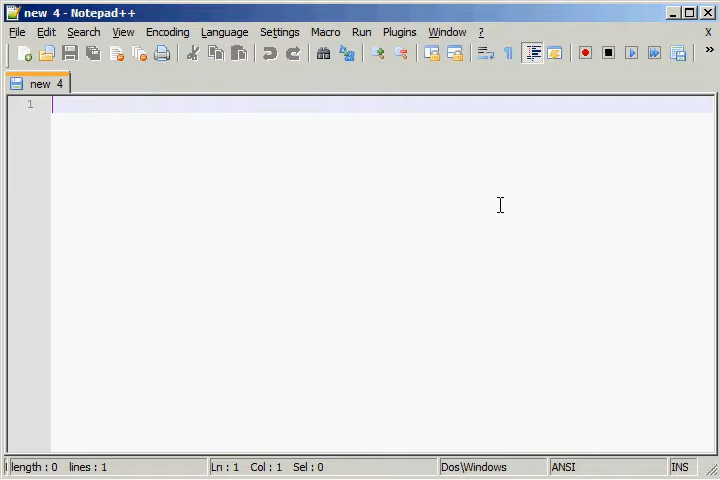 new 4 - Notepad++
File Edit Search View Encoding Language Settings Macro Run Plugins Window ? X
new 4
1
length : 0 lines : 1 Ln : 1 Col : 1 Sel : 0 Dos\Windows ANSI INS